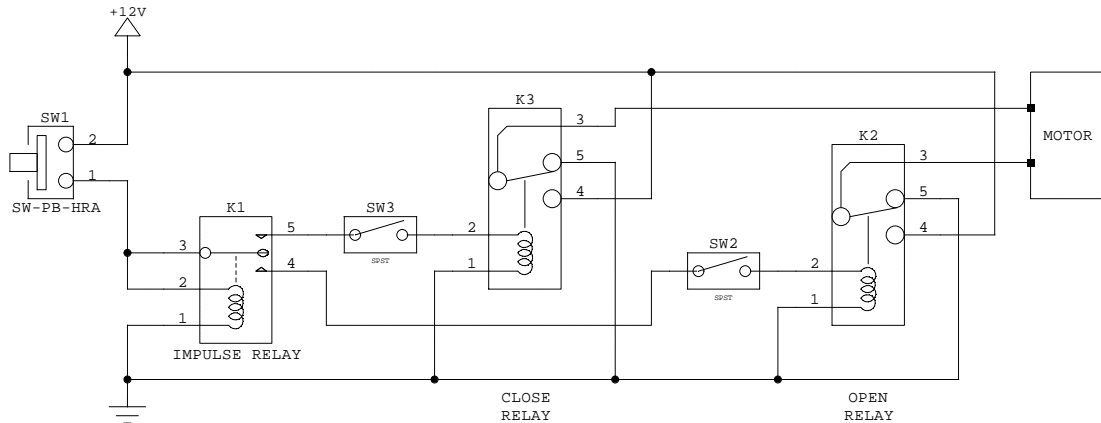 +12V
SW1
2
1
SW-PB-HRA
K1
3
2
1
5
4
IMPULSE RELAY
SW3
SPST
K3
3
5
4
2
1
CLOSE
RELAY
SW2
SPST
K2
3
5
4
2
1
OPEN
RELAY
MOTOR